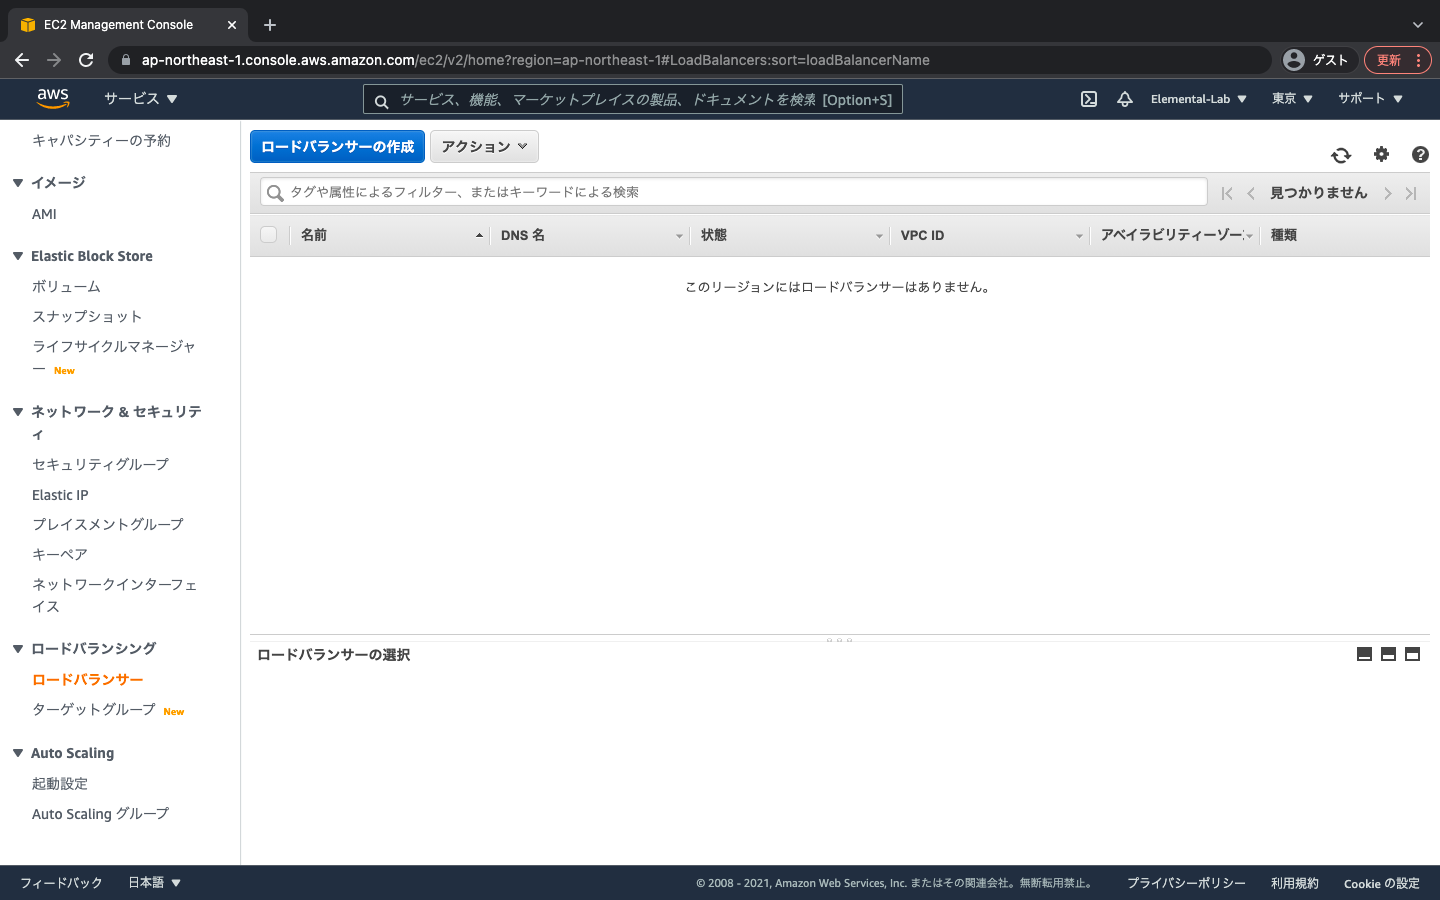 EC2 Management Console
ap-northeast-1.console.aws.amazon.com/ec2/v2/home?region=ap-northeast-1#LoadBalancers:sort=loadBalancerName
ゲスト
更新
aws
サービス
サービス、機能、マーケットプレイスの製品、ドキュメントを検索 [Option+S]
Elemental-Lab
東京
サポート
キャパシティーの予約
イメージ
AMI
Elastic Block Store
ボリューム
スナップショット
ライフサイクルマネージャ
ー New
ネットワーク & セキュリテ
ィ
セキュリティグループ
Elastic IP
プレイスメントグループ
キーペア
ネットワークインターフェ
イス
ロードバランシング
ロードバランサー
ターゲットグループ New
Auto Scaling
起動設定
Auto Scaling グループ
ロードバランサーの作成
アクション
タグや属性によるフィルター、またはキーワードによる検索
見つかりません
名前
DNS 名
状態
VPC ID
アベイラビリティーゾー
種類
このリージョンにはロードバランサーはありません。
ロードバランサーの選択
フィードバック
日本語
© 2008 - 2021, Amazon Web Services, Inc. またはその関連会社。無断転用禁止。
プライバシーポリシー
利用規約
Cookie の設定